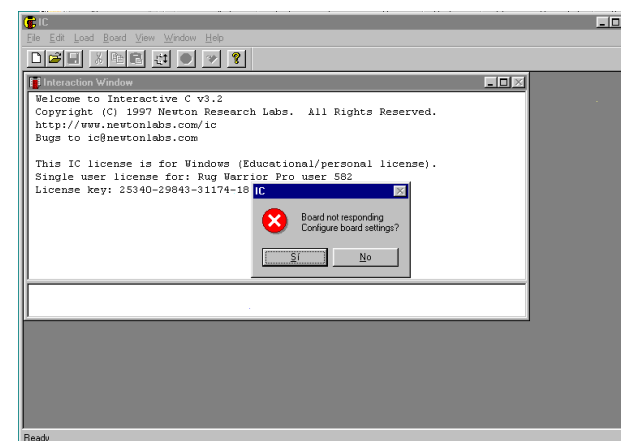 IC
File Edit Load Board View Window Help
Interaction Window
Welcome to Interactive C v3.2
Copyright (C) 1997 Newton Research Labs. All Rights Reserved.
http://www.newtonlabs.com/ic
Bugs to ic@newtonlabs.com
This IC license is for Windows (Educational/personal license).
Single user license for: Rug Warrior Pro user 582
License key: 25340-29843-31174-18
IC
Board not responding
Configure board settings?
Sí No
Ready